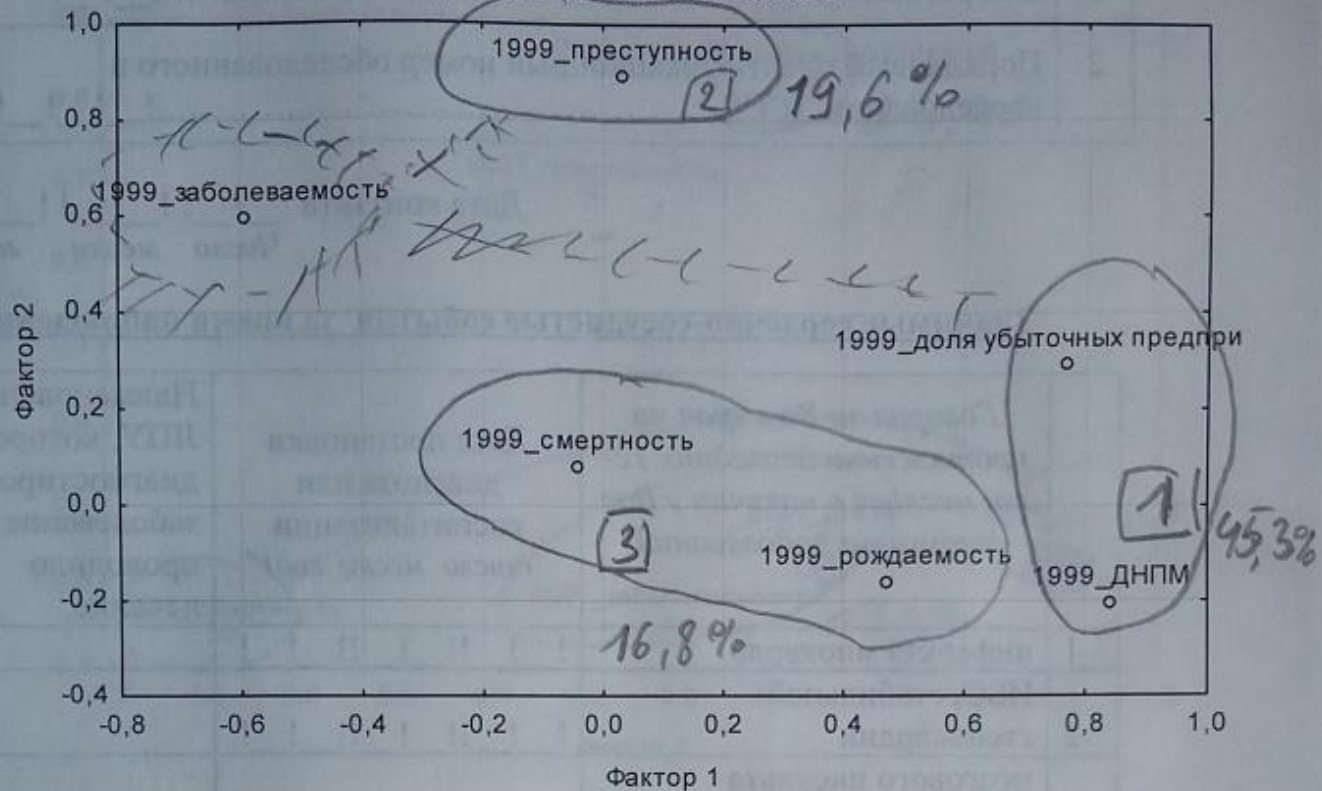 1,0
1999_преступность
2
19,6 %
0,8
1999_заболеваемость
0,6
0,4
1999_доля убыточных предпри
Фактор 2
0,2
1999_смертность
0,0
1
45,3%
3
1999_рождаемость
1999_ДНПМ
-0,2
16,8 %
-0,4
-0,8 -0,6 -0,4 -0,2 0,0 0,2 0,4 0,6 0,8 1,0
Фактор 1